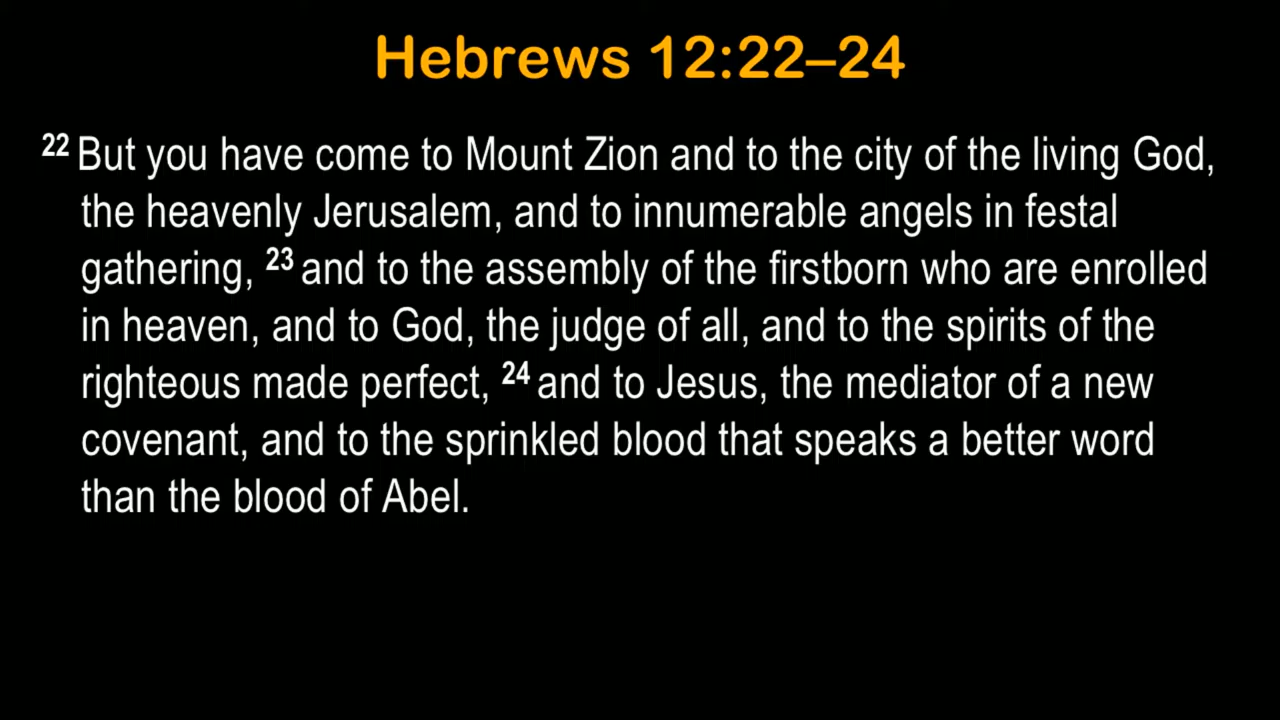 Hebrews 12:22–24
22 But you have come to Mount Zion and to the city of the living God,
the heavenly Jerusalem, and to innumerable angels in festal
gathering, 23 and to the assembly of the firstborn who are enrolled
in heaven, and to God, the judge of all, and to the spirits of the
righteous made perfect, 24 and to Jesus, the mediator of a new
covenant, and to the sprinkled blood that speaks a better word
than the blood of Abel.